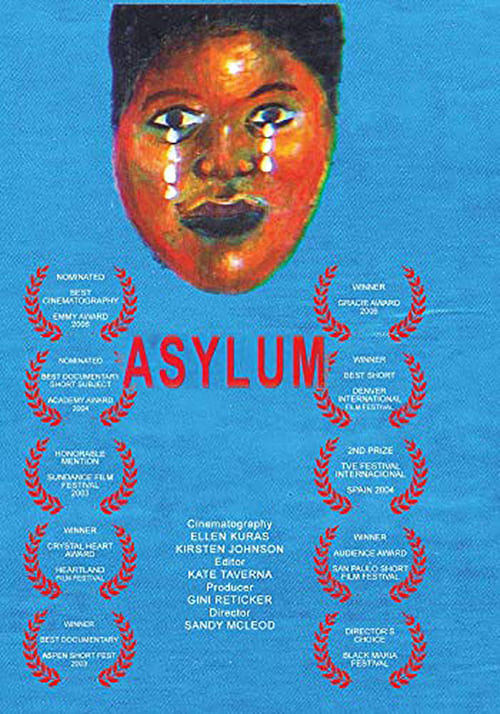 NOMINATED
BEST
CINEMATOGRAPHY
EMMY AWARD
2006
WINNER
GRACIE AWARD
2006
ASYLUM
NOMINATED
BEST DOCUMENTARY
SHORT SUBJECT
ACADEMY AWARD
2004
WINNER
BEST SHORT
DENVER
INTERNATIONAL
FILM FESTIVAL
HONORABLE
MENTION
SUNDANCE FILM
FESTIVAL
2003
2ND PRIZE
TVE FESTIVAL
INTERNACIONAL
SPAIN 2004
WINNER
CRYSTAL HEART
AWARD
HEARTLAND
FILM FESTIVAL
WINNER
AUDIENCE AWARD
SAN PAULO SHORT
FILM FESTIVAL
WINNER
BEST DOCUMENTARY
ASPEN SHORT FEST
2003
DIRECTOR'S
CHOICE
BLACK MARIA
FESTIVAL
Cinematography
ELLEN KURAS
KIRSTEN JOHNSON
Editor
KATE TAVERNA
Producer
GINI RETICKER
Director
SANDY MCLEOD